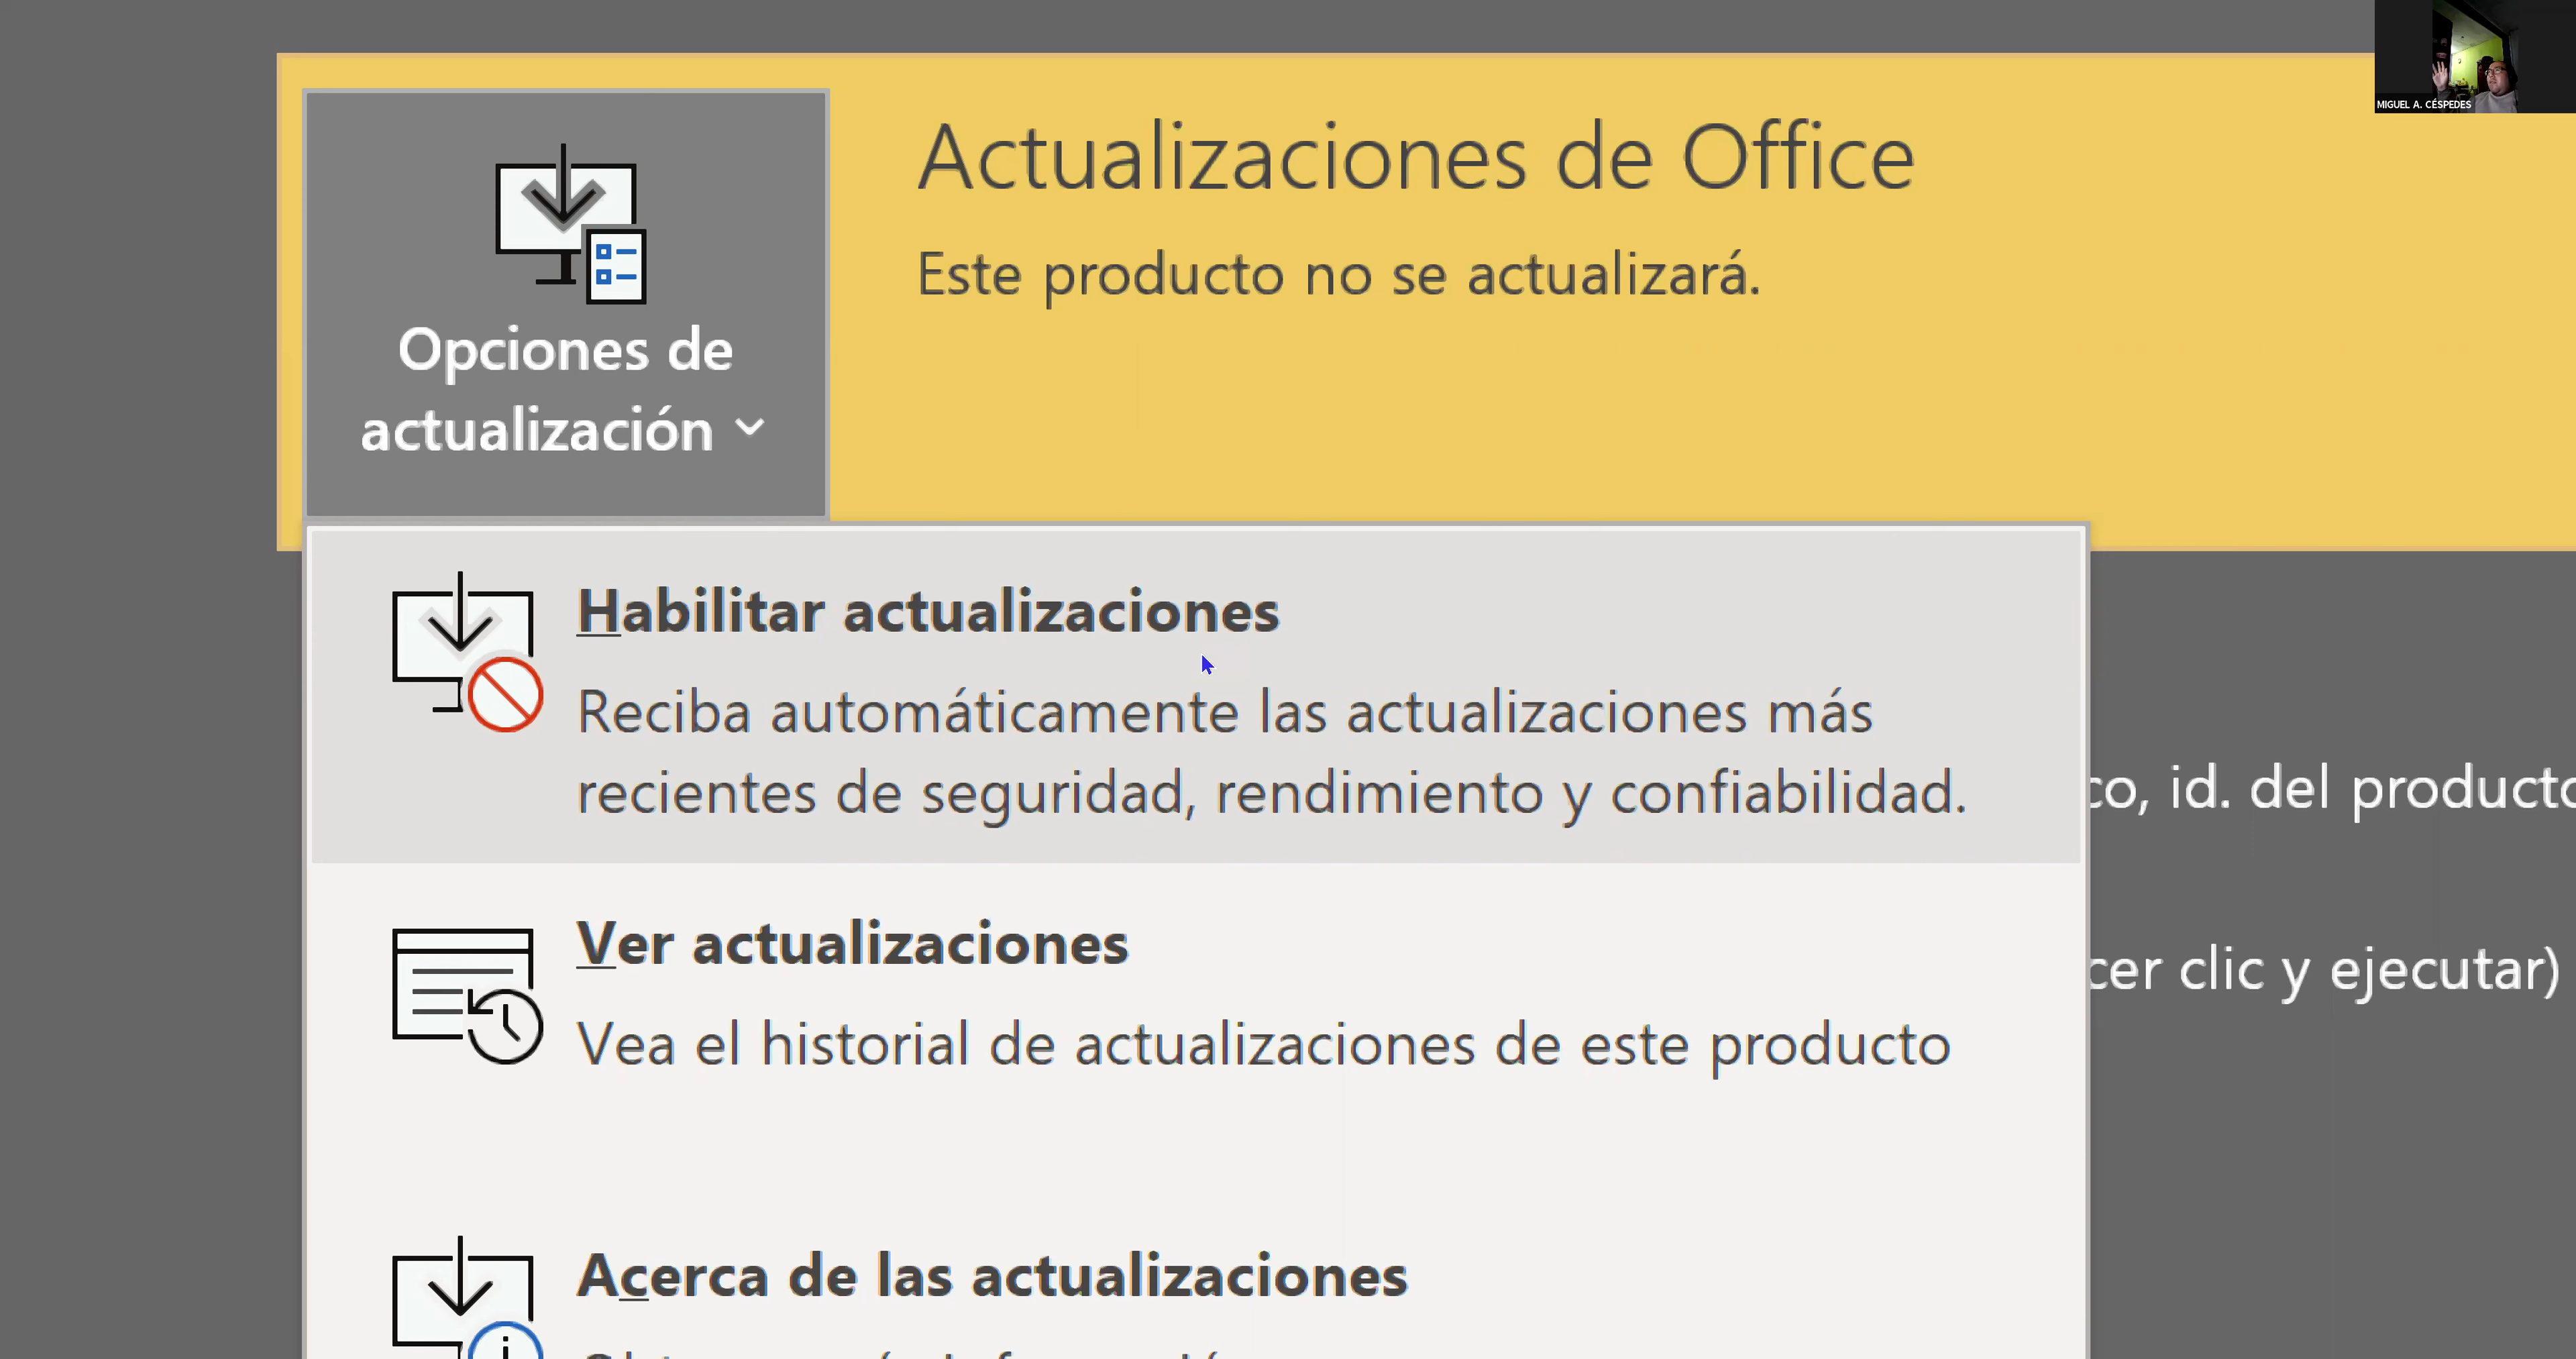 MIGUEL A. CÉSPEDES
Actualizaciones de Office
Este producto no se actualizará.
Opciones de
actualización
Habilitar actualizaciones
Reciba automáticamente las actualizaciones más
recientes de seguridad, rendimiento y confiabilidad.
Ver actualizaciones
Vea el historial de actualizaciones de este producto
co, id. del producto
cer clic y ejecutar)
Acerca de las actualizaciones